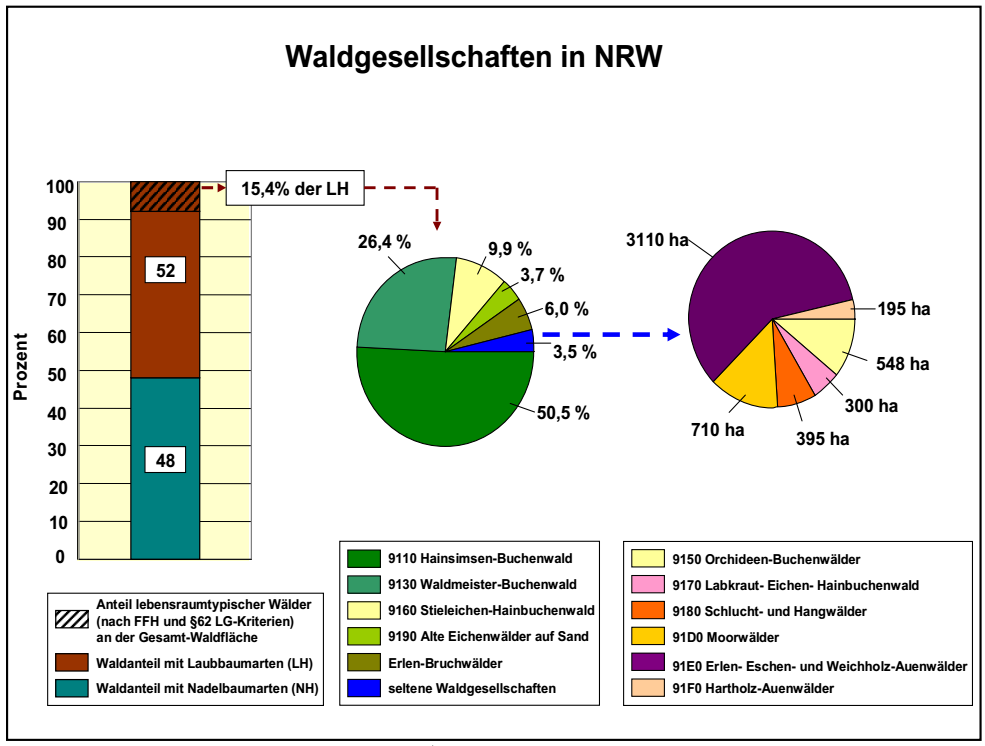 Waldgesellschaften in NRW
Prozent
100
90
80
70
60
50
40
30
20
10
0
52
48
15,4% der LH
26,4 %
9,9 %
3,7 %
6,0 %
3,5 %
50,5 %
3110 ha
195 ha
548 ha
300 ha
395 ha
710 ha
Anteil lebensraumtypischer Wälder
(nach FFH und §62 LG-Kriterien)
an der Gesamt-Waldfläche
Waldanteil mit Laubbaumarten (LH)
Waldanteil mit Nadelbaumarten (NH)
9110 Hainsimsen-Buchenwald
9130 Waldmeister-Buchenwald
9160 Stieleichen-Hainbuchenwald
9190 Alte Eichenwälder auf Sand
Erlen-Bruchwälder
seltene Waldgesellschaften
9150 Orchideen-Buchenwälder
9170 Labkraut- Eichen- Hainbuchenwald
9180 Schlucht- und Hangwälder
91D0 Moorwälder
91E0 Erlen- Eschen- und Weichholz-Auenwälder
91F0 Hartholz-Auenwälder